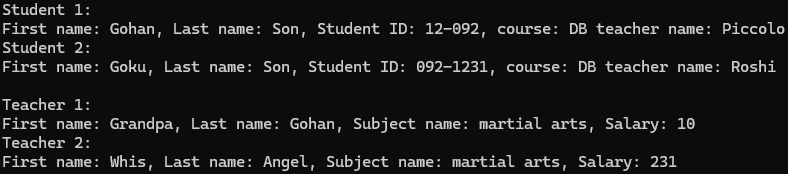 Student 1:
First name: Gohan, Last name: Son, Student ID: 12-092, course: DB teacher name: Piccolo
Student 2:
First name: Goku, Last name: Son, Student ID: 092-1231, course: DB teacher name: Roshi

Teacher 1:
First name: Grandpa, Last name: Gohan, Subject name: martial arts, Salary: 10
Teacher 2:
First name: Whis, Last name: Angel, Subject name: martial arts, Salary: 231